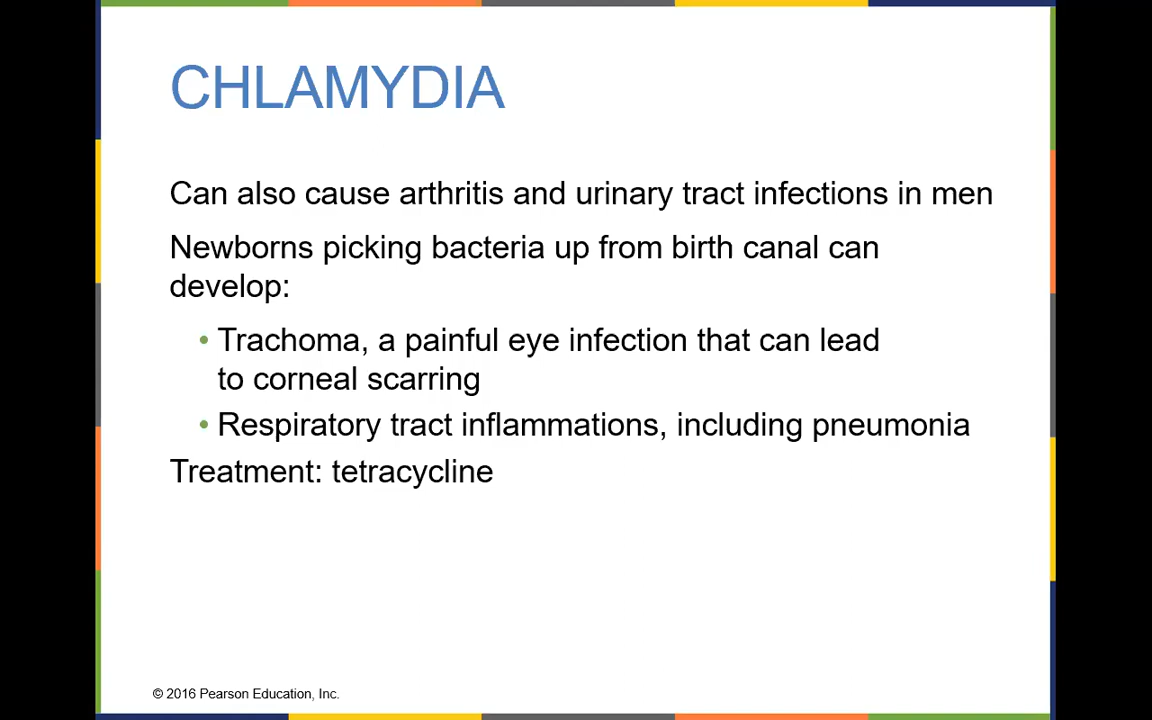 CHLAMYDIA
Can also cause arthritis and urinary tract infections in men
Newborns picking bacteria up from birth canal can
develop:
• Trachoma, a painful eye infection that can lead
to corneal scarring
• Respiratory tract inflammations, including pneumonia
Treatment: tetracycline
© 2016 Pearson Education, Inc.